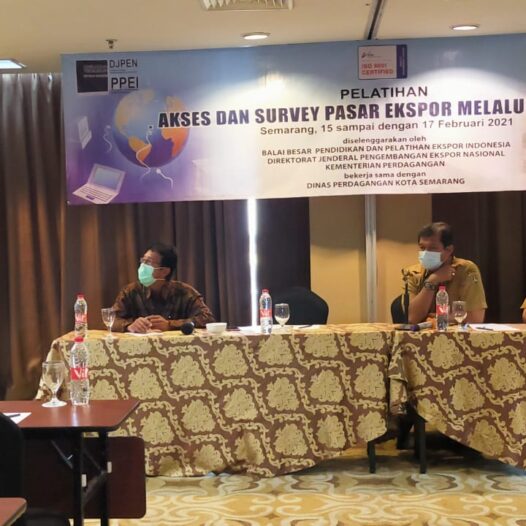 DJPEN
PPEI
ISO 9001
CERTIFIED
PELATIHAN
AKSES DAN SURVEY PASAR EKSPOR MELALU
Semarang, 15 sampai dengan 17 Februari 2021
diselenggarakan oleh
BALAI BESAR PENDIDIKAN DAN PELATIHAN EKSPOR INDONESIA
DIREKTORAT JENDERAL PENGEMBANGAN EKSPOR NASIONAL
KEMENTERIAN PERDAGANGAN
bekerja sama dengan
DINAS PERDAGANGAN KOTA SEMARANG